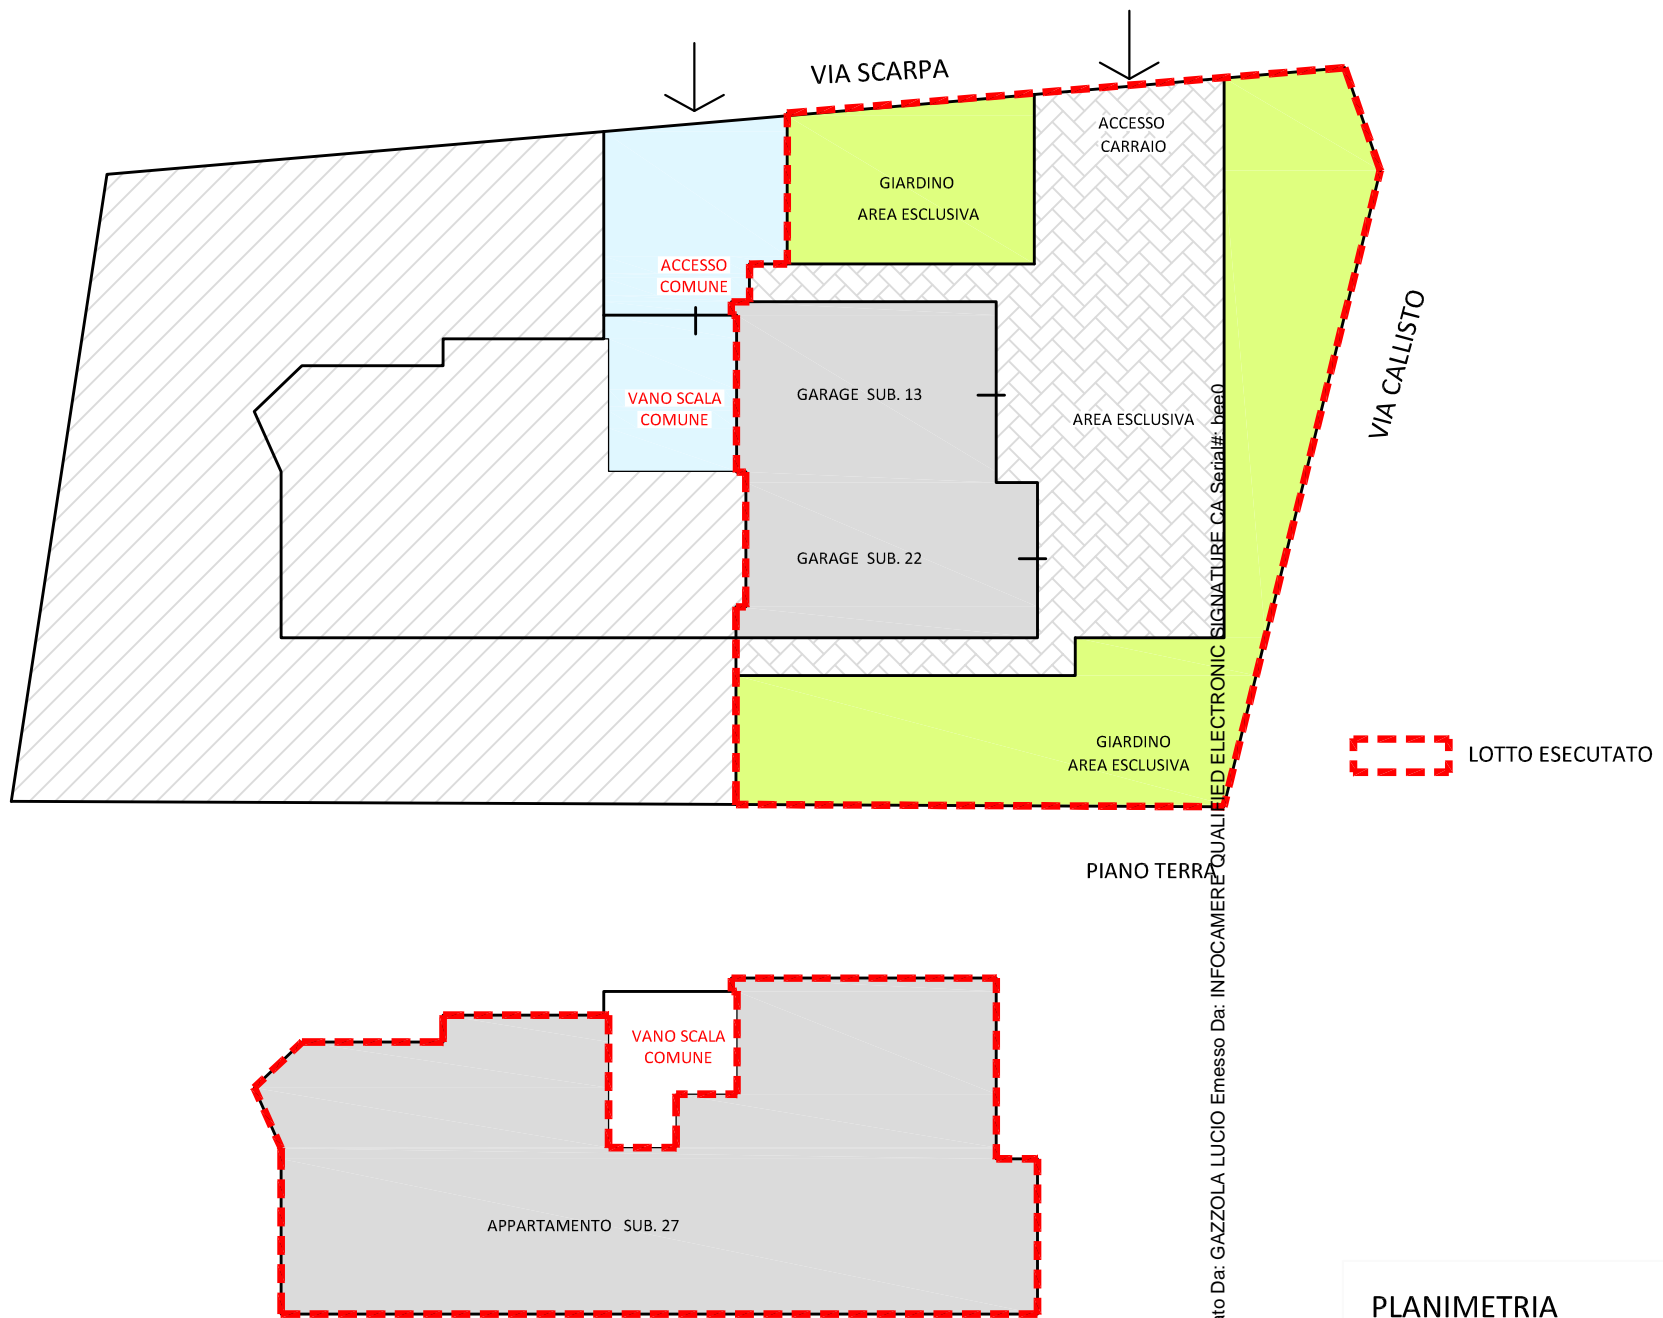 VIA SCARPA
ACCESSO
CARRAIO
GIARDINO
AREA ESCLUSIVA
ACCESSO
COMUNE
VIA CALLISTO
VANO SCALA
COMUNE
GARAGE SUB. 13
AREA ESCLUSIVA
GARAGE SUB. 22
GIARDINO
AREA ESCLUSIVA
LOTTO ESECUTATO
PIANO TERRA
VANO SCALA
COMUNE
APPARTAMENTO SUB. 27
PLANIMETRIA
Da: GAZZOLA LUCIO Emesso Da: INFOCAMERE QUALIFIED ELECTRONIC SIGNATURE CA Serial#: bee0